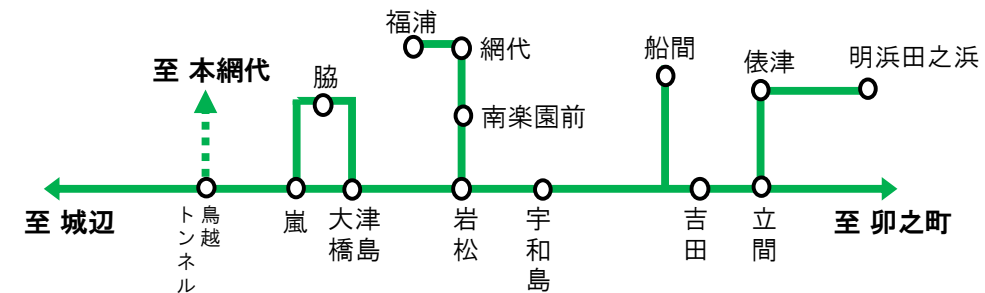 福浦
網代
船間
俵津
明浜田之浜
至 本網代
脇
南楽園前
至 城辺
鳥越
トンネル
嵐
津島
大橋
岩松
宇和島
吉田
立間
至 卯之町